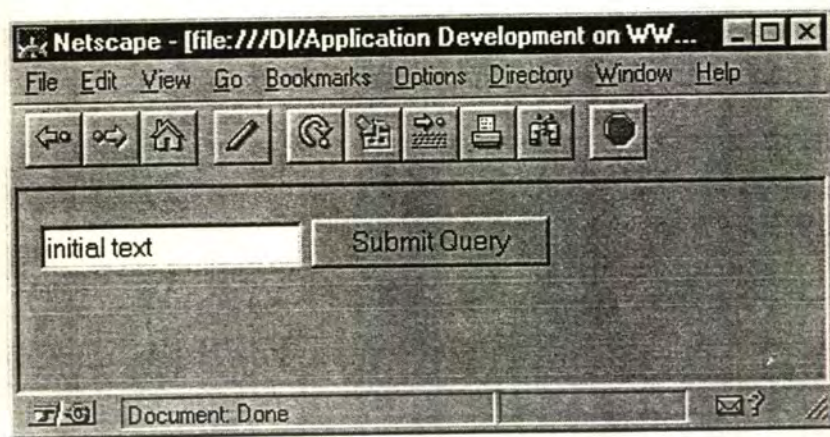 Netscape - [file:///D|/Application Development on WW...
File Edit View Go Bookmarks Options Directory Window Help
initial text Submit Query
Document: Done